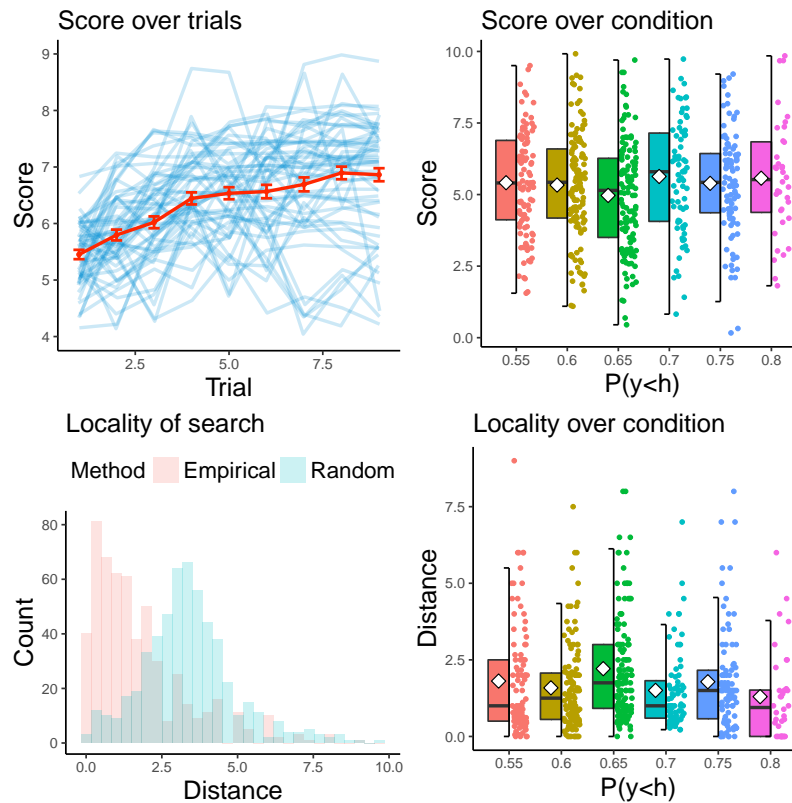 Score over trials
9
8
7
6
5
4
Score
2.5 5.0 7.5
Trial
Score over condition
10.0
7.5
5.0
2.5
0.0
Score
0.55 0.6 0.65 0.7 0.75 0.8
P(y<h)
Locality of search
Method Empirical Random
80
60
40
20
0
Count
0.0 2.5 5.0 7.5 10.0
Distance
Locality over condition
7.5
5.0
2.5
0.0
Distance
0.55 0.6 0.65 0.7 0.75 0.8
P(y<h)